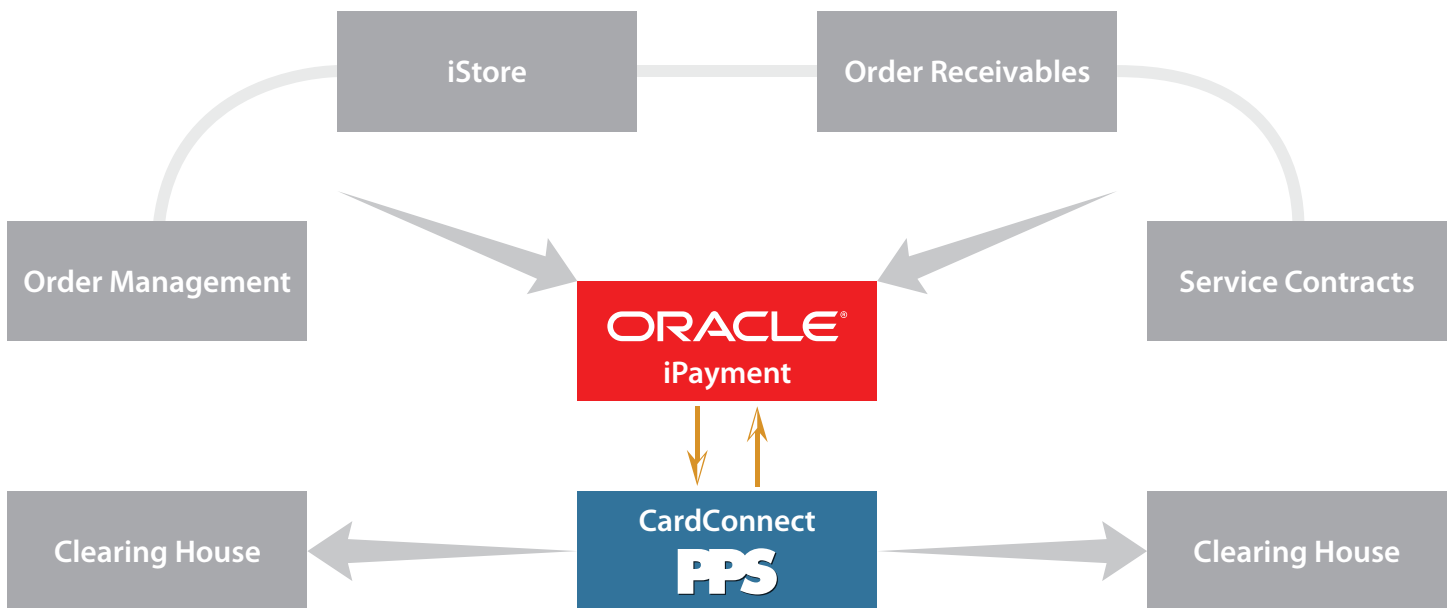 iStore
Order Receivables
Order Management
Service Contracts
ORACLE®
iPayment
CardConnect
PPS
Clearing House
Clearing House